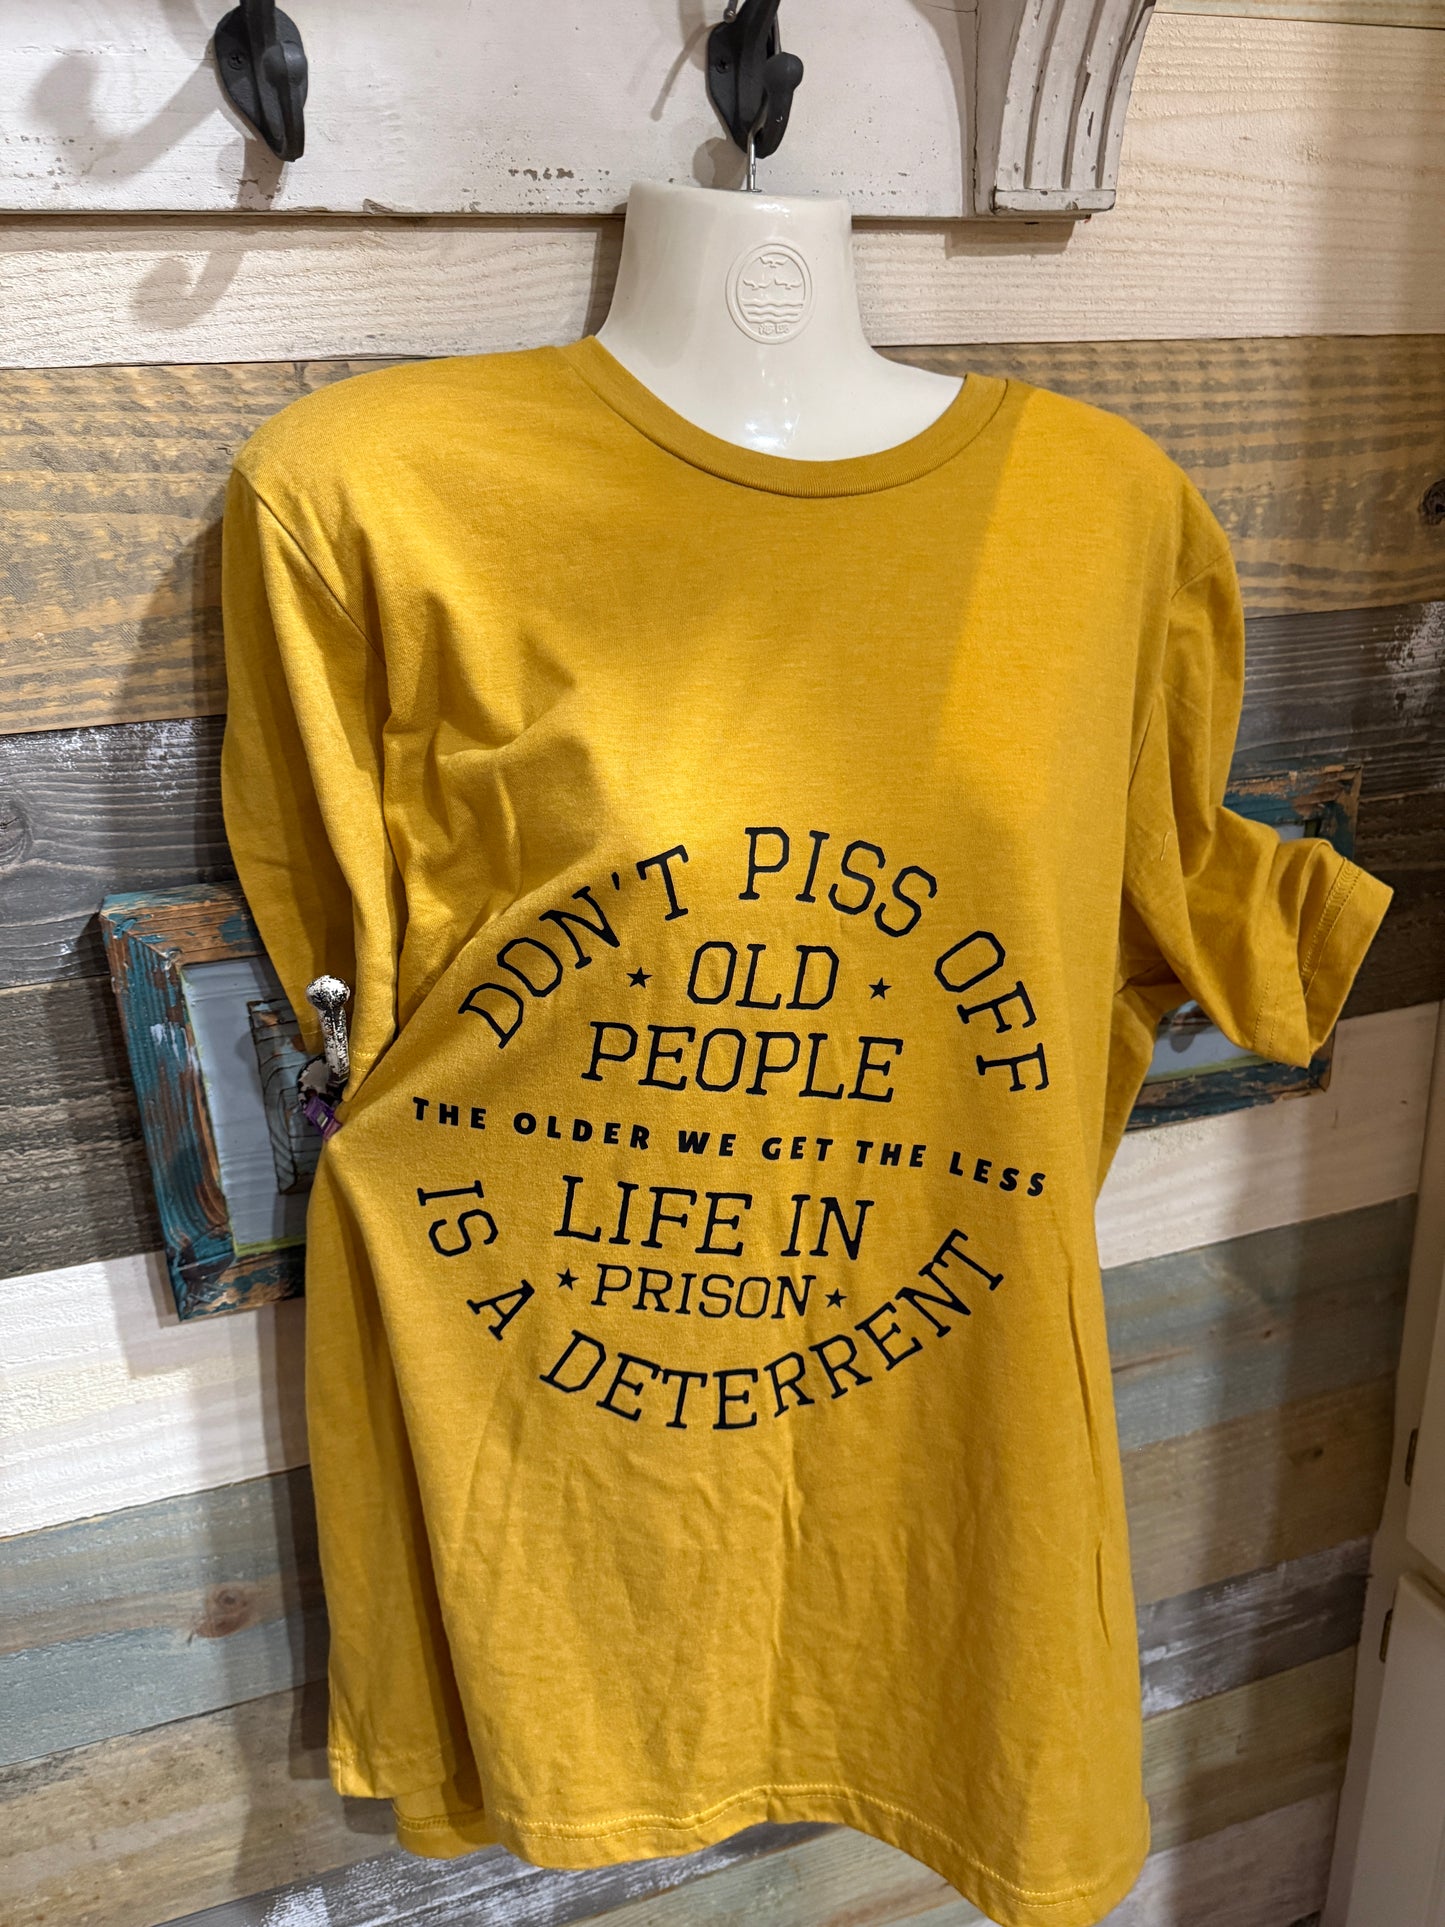 DON'T PISS OFF
OLD
PEOPLE
THE OLDER WE GET THE LESS
LIFE IN
PRISON
IS A DETERRENT